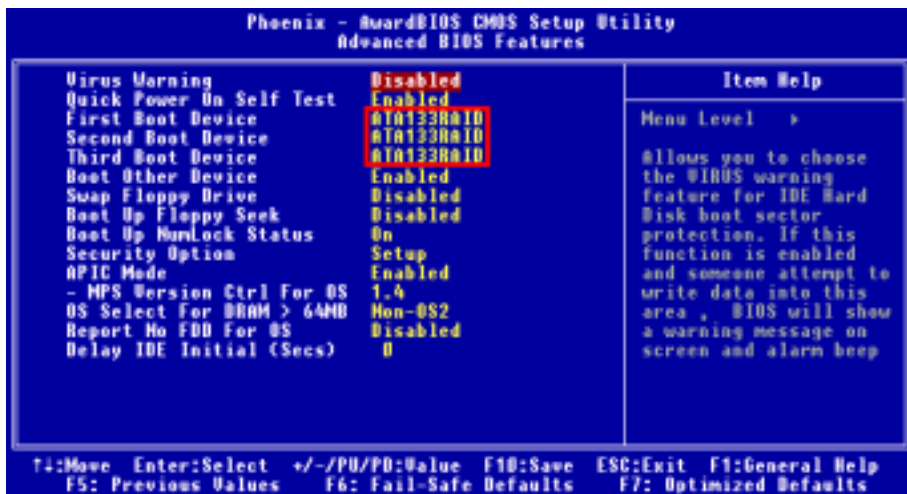 Phoenix - AwardBIOS CMOS Setup Utility
Advanced BIOS Features
Virus Warning Disabled
Quick Power On Self Test Enabled
First Boot Device ATA133RAID
Second Boot Device ATA133RAID
Third Boot Device ATA133RAID
Boot Other Device Enabled
Swap Floppy Drive Disabled
Boot Up Floppy Seek Disabled
Boot Up NumLock Status On
Security Option Setup
APIC Mode Enabled
- MPS Version Ctrl For OS 1.4
OS Select For DRAM > 64MB Non-OS2
Report No FDD For OS Disabled
Delay IDE Initial (Secs) 0
Item Help
Menu Level ▸
Allows you to choose
the VIRUS warning
feature for IDE Hard
Disk boot sector
protection. If this
function is enabled
and someone attempt to
write data into this
area , BIOS will show
a warning message on
screen and alarm beep
↑↓:Move Enter:Select +/-/PU/PD:Value F10:Save ESC:Exit F1:General Help
F5: Previous Values F6: Fail-Safe Defaults F7: Optimized Defaults